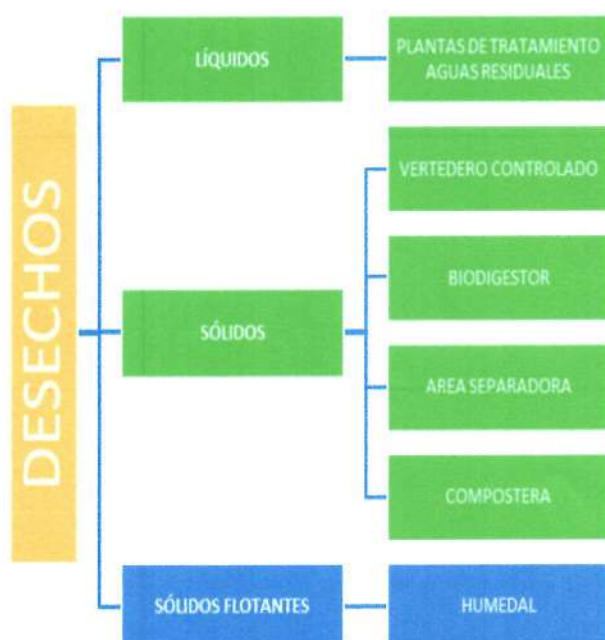 DESECHOS
LÍQUIDOS
PLANTAS DE TRATAMIENTO
AGUAS RESIDUALES
SÓLIDOS
VERTEDERO CONTROLADO
BIODIGESTOR
AREA SEPARADORA
COMPOSTERA
SÓLIDOS FLOTANTES
HUMEDAL